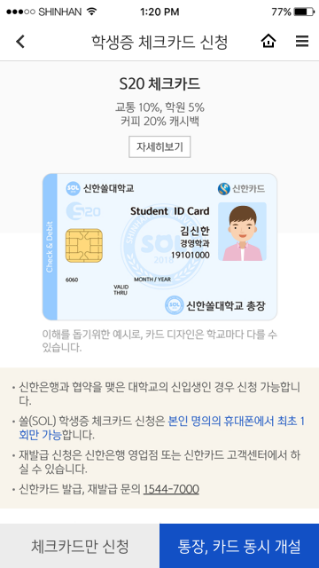 SHINHAN 1:20 PM 77%
학생증 체크카드 신청
S20 체크카드
교통 10%, 학원 5%
커피 20% 캐시백
자세히보기
SOL 신한쏠대학교 신한카드
S20 Student ID Card
Check & Debit
김신한
경영학과
19101000
SOL
6060 MONTH / YEAR
VALID
THRU
SOL 신한쏠대학교 총장
이해를 돕기위한 예시로, 카드 디자인은 학교마다 다를 수
있습니다.
• 신한은행과 협약을 맺은 대학교의 신입생인 경우 신청 가능합니
다.
• 쏠(SOL) 학생증 체크카드 신청은 본인 명의의 휴대폰에서 최초 1
회만 가능합니다.
• 재발급 신청은 신한은행 영업점 또는 신한카드 고객센터에서 하
실 수 있습니다.
• 신한카드 발급, 재발급 문의 1544-7000
체크카드만 신청 통장, 카드 동시 개설